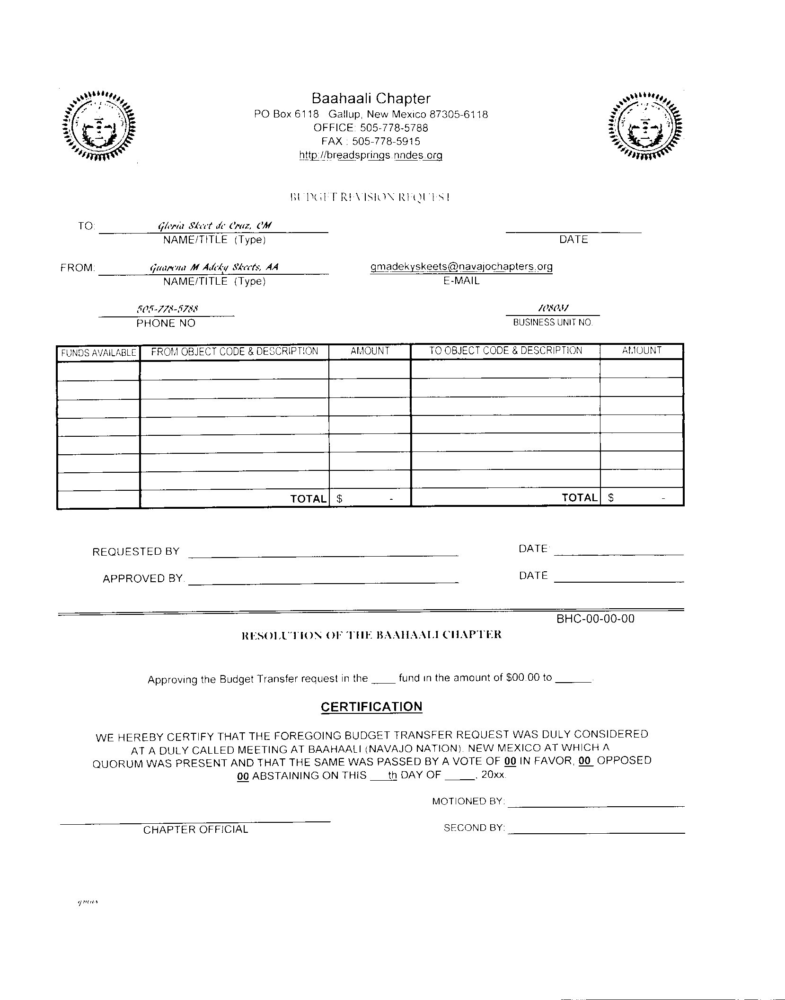 Baahaali Chapter
PO Box 6118 Gallup, New Mexico 87305-6118
OFFICE: 505-778-5788
FAX : 505-778-5915
http://breadsprings.nndes.org
BUDGET REVISION REQUEST
TO: Gloria Skeet de Cruz, CM
NAME/TITLE (Type) DATE
FROM: Guarena M Adeky Skeets, AA gmadekyskeets@navajochapters.org
NAME/TITLE (Type) E-MAIL
505-778-5788 108031
PHONE NO BUSINESS UNIT NO.
FUNDS AVAILABLE FROM OBJECT CODE & DESCRIPTION AMOUNT TO OBJECT CODE & DESCRIPTION AMOUNT
TOTAL $ - TOTAL $ -
REQUESTED BY DATE
APPROVED BY. DATE
BHC-00-00-00
RESOLUTION OF THE BAAHAALI CHAPTER
Approving the Budget Transfer request in the ____ fund in the amount of $00.00 to ______.
CERTIFICATION
WE HEREBY CERTIFY THAT THE FOREGOING BUDGET TRANSFER REQUEST WAS DULY CONSIDERED
AT A DULY CALLED MEETING AT BAAHAALI (NAVAJO NATION). NEW MEXICO AT WHICH A
QUORUM WAS PRESENT AND THAT THE SAME WAS PASSED BY A VOTE OF 00 IN FAVOR, 00 OPPOSED
00 ABSTAINING ON THIS ___th DAY OF _____, 20xx.
MOTIONED BY:
CHAPTER OFFICIAL SECOND BY:
gmas